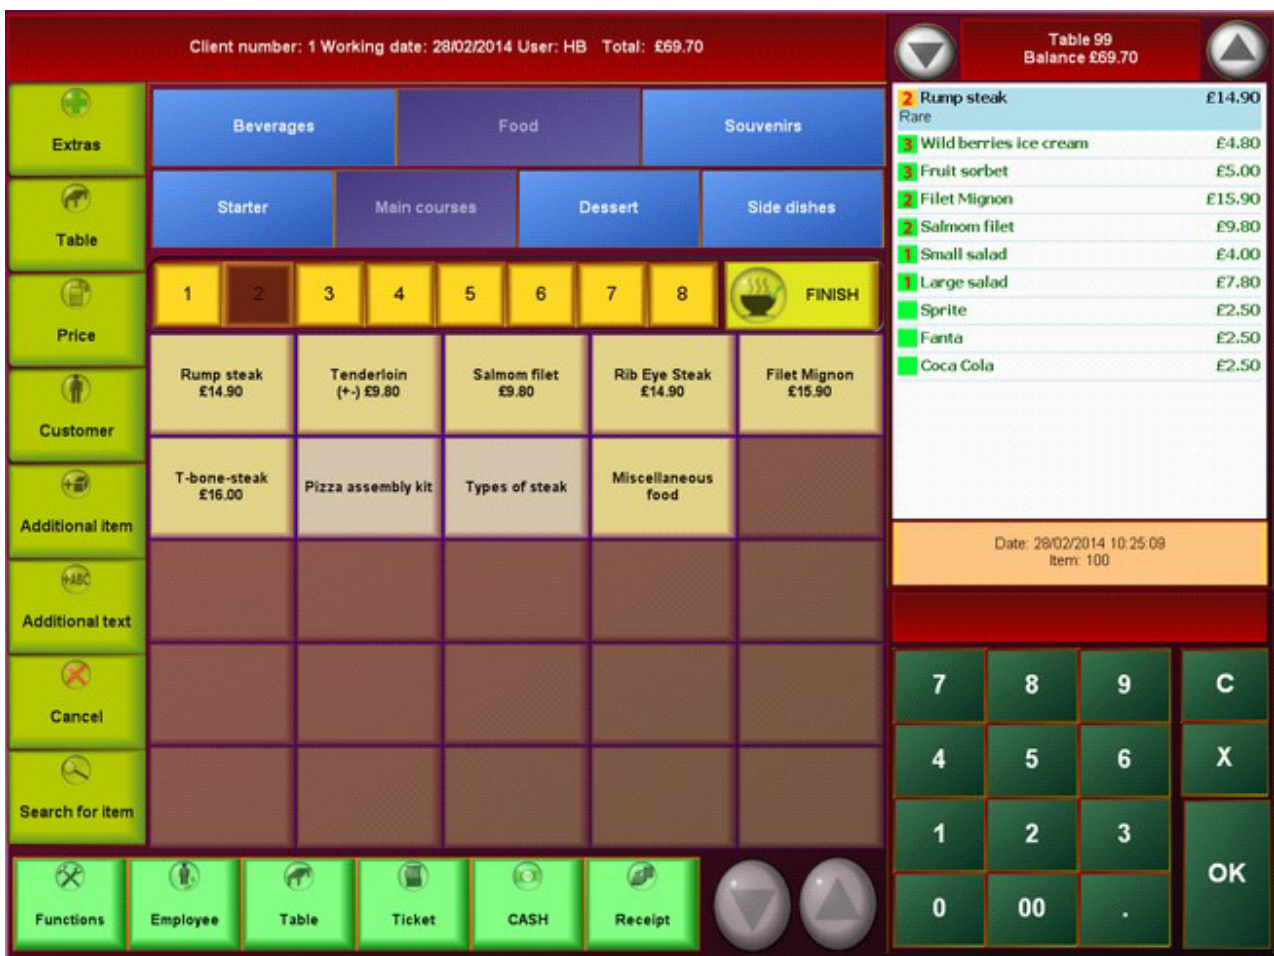 Client number: 1 Working date: 28/02/2014 User: HB Total: £69.70
Table 99
Balance £69.70
Extras
Table
Price
Customer
Additional item
+ABC
Additional text
Cancel
Search for item
Beverages Food Souvenirs
Starter Main courses Dessert Side dishes
1 2 3 4 5 6 7 8 FINISH
Rump steak
£14.90
Tenderloin
(+-) £9.80
Salmom filet
£9.80
Rib Eye Steak
£14.90
Filet Mignon
£15.90
T-bone-steak
£16.00
Pizza assembly kit
Types of steak
Miscellaneous
food
2 Rump steak £14.90
Rare
3 Wild berries ice cream £4.80
3 Fruit sorbet £5.00
2 Filet Mignon £15.90
2 Salmom filet £9.80
1 Small salad £4.00
1 Large salad £7.80
Sprite £2.50
Fanta £2.50
Coca Cola £2.50
Date: 28/02/2014 10:25:09
Item: 100
7 8 9 C
4 5 6 X
1 2 3
OK
0 00 .
Functions Employee Table Ticket CASH Receipt